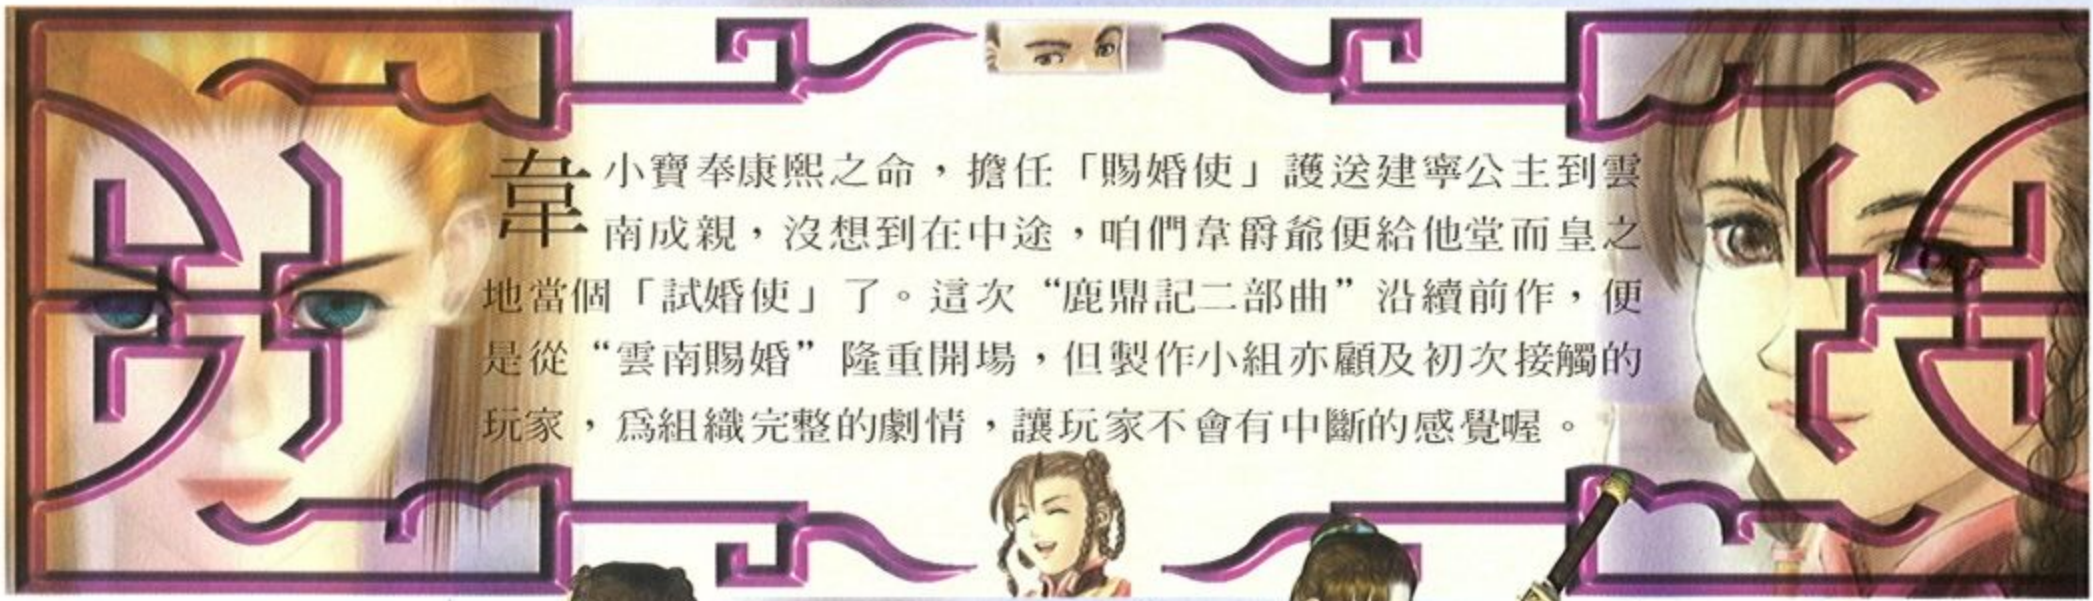 韋小寶奉康熙之命，擔任「賜婚使」護送建寧公主到雲
南成親，沒想到在中途，咱們韋爵爺便給他堂而皇之
地當個「試婚使」了。這次“鹿鼎記二部曲”沿續前作，便
是從“雲南賜婚”隆重開場，但製作小組亦顧及初次接觸的
玩家，爲組織完整的劇情，讓玩家不會有中斷的感覺喔。